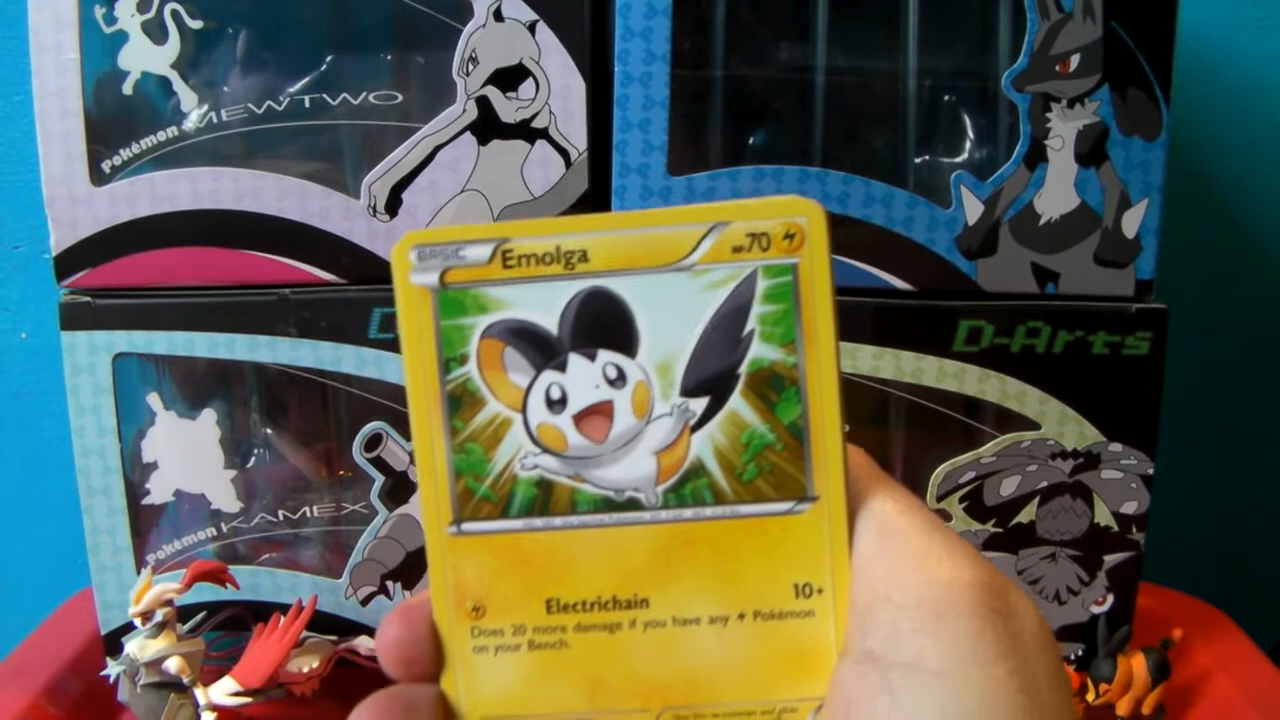 Pokémon MEWTWO
BASIC Emolga HP70
D-Arts
Pokémon KAMEX
Electrichain 10+
Does 20 more damage if you have any Pokémon
on your Bench.